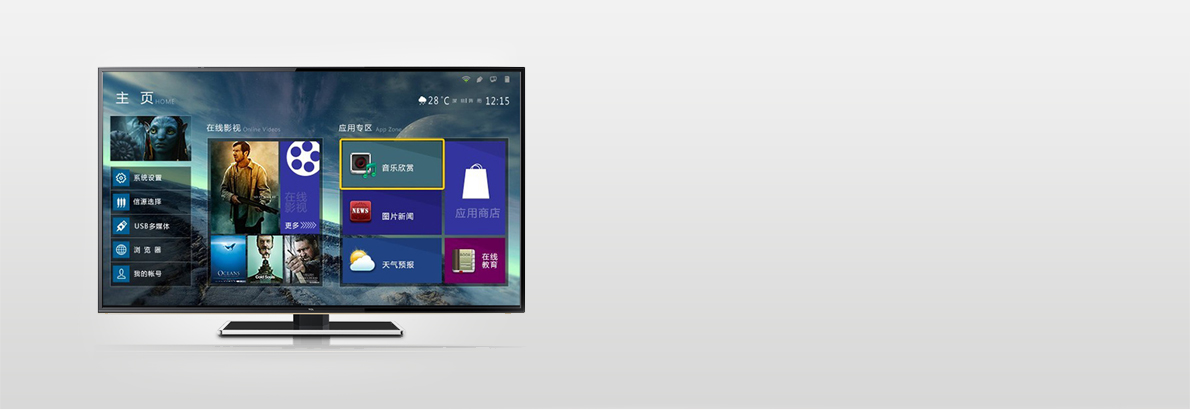 主 页 HOME
28℃
12:15
在线影视 Online Videos
应用专区 App Zone
系统设置
信源选择
USB多媒体
浏 览 器
我的帐号
在线
影视
更多
OCEANS
Cold Souls
音乐欣赏
NEWS
图片新闻
天气预报
应用商店
在线
教育